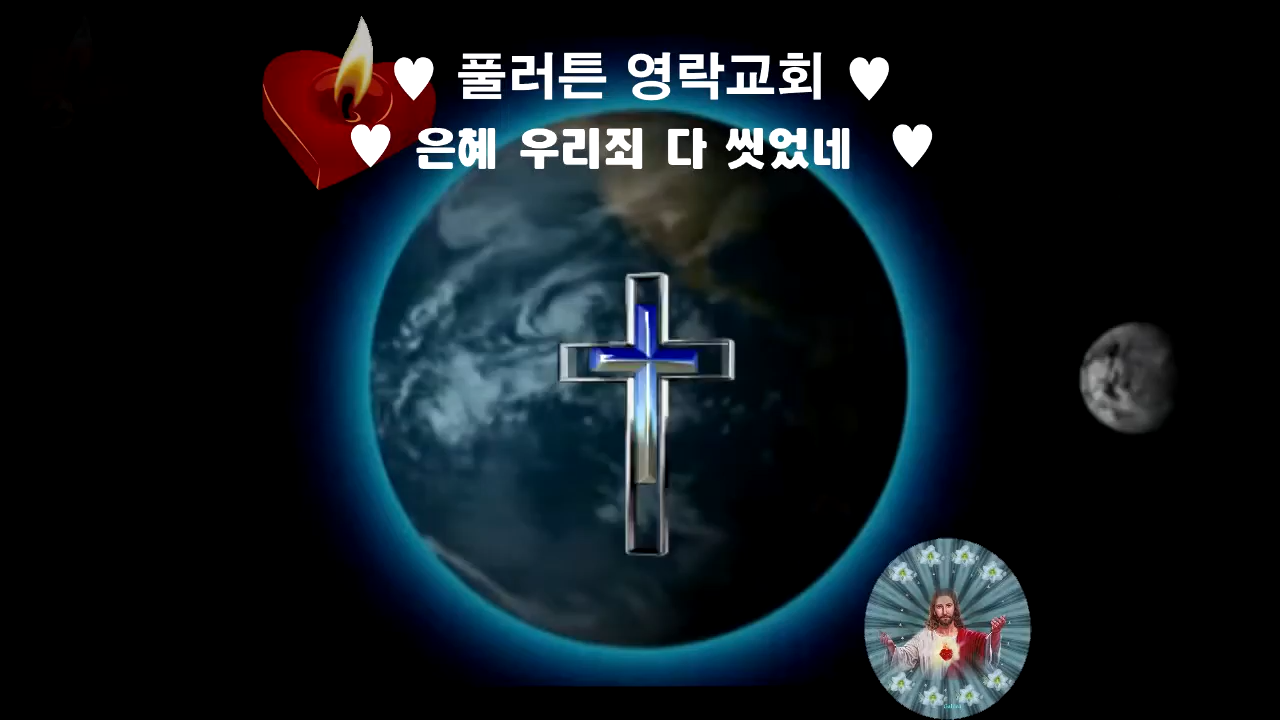 ♥ 풀러튼 영락교회 ♥
♥ 은혜 우리죄 다 씻었네 ♥